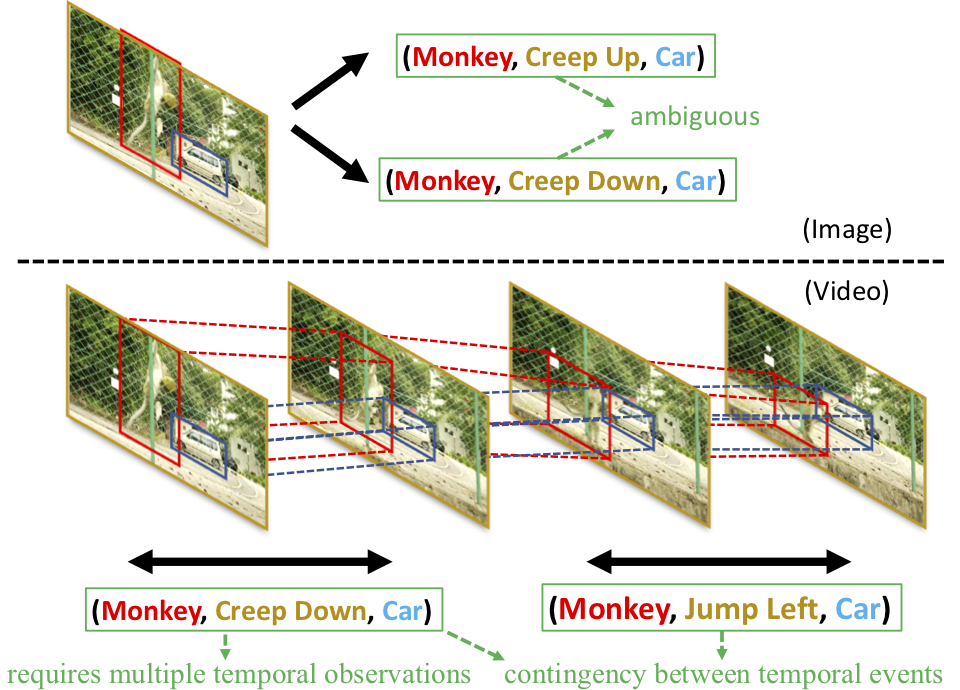 (Monkey, Creep Up, Car)
ambiguous
(Monkey, Creep Down, Car)
(Image)
(Video)
(Monkey, Creep Down, Car)
(Monkey, Jump Left, Car)
requires multiple temporal observations
contingency between temporal events